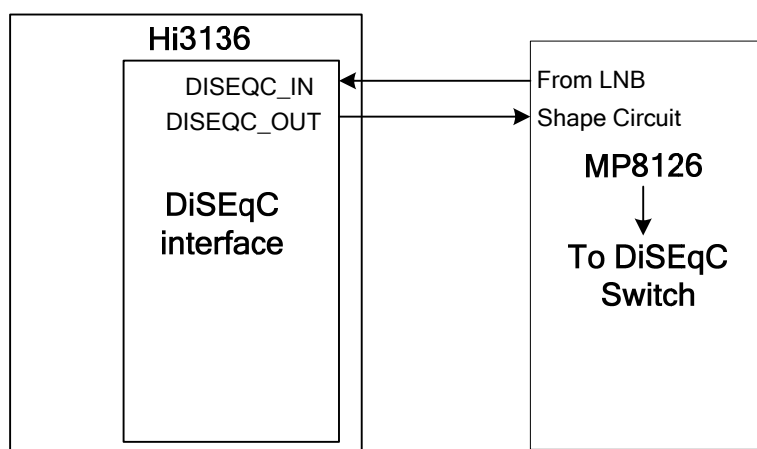 Hi3136
DISEQC_IN
DISEQC_OUT
DiSEqC
interface
From LNB
Shape Circuit
MP8126
To DiSEqC
Switch